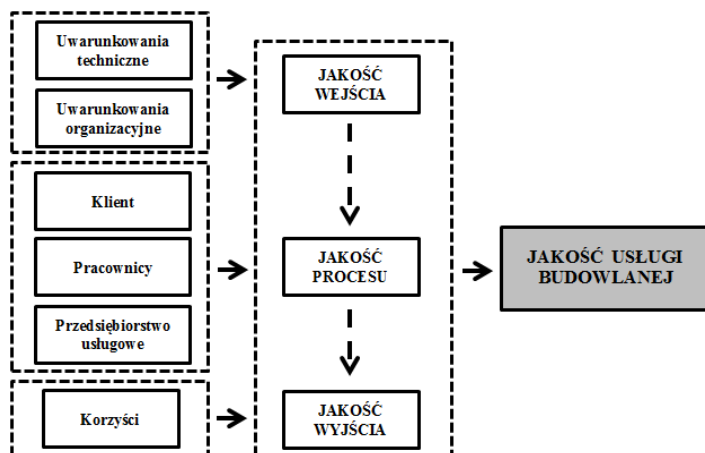 Uwarunkowania
techniczne
Uwarunkowania
organizacyjne
Klient
Pracownicy
Przedsiębiorstwo
usługowe
Korzyści
JAKOŚĆ
WEJŚCIA
JAKOŚĆ
PROCESU
JAKOŚĆ
WYJŚCIA
JAKOŚĆ USŁUGI
BUDOWLANEJ